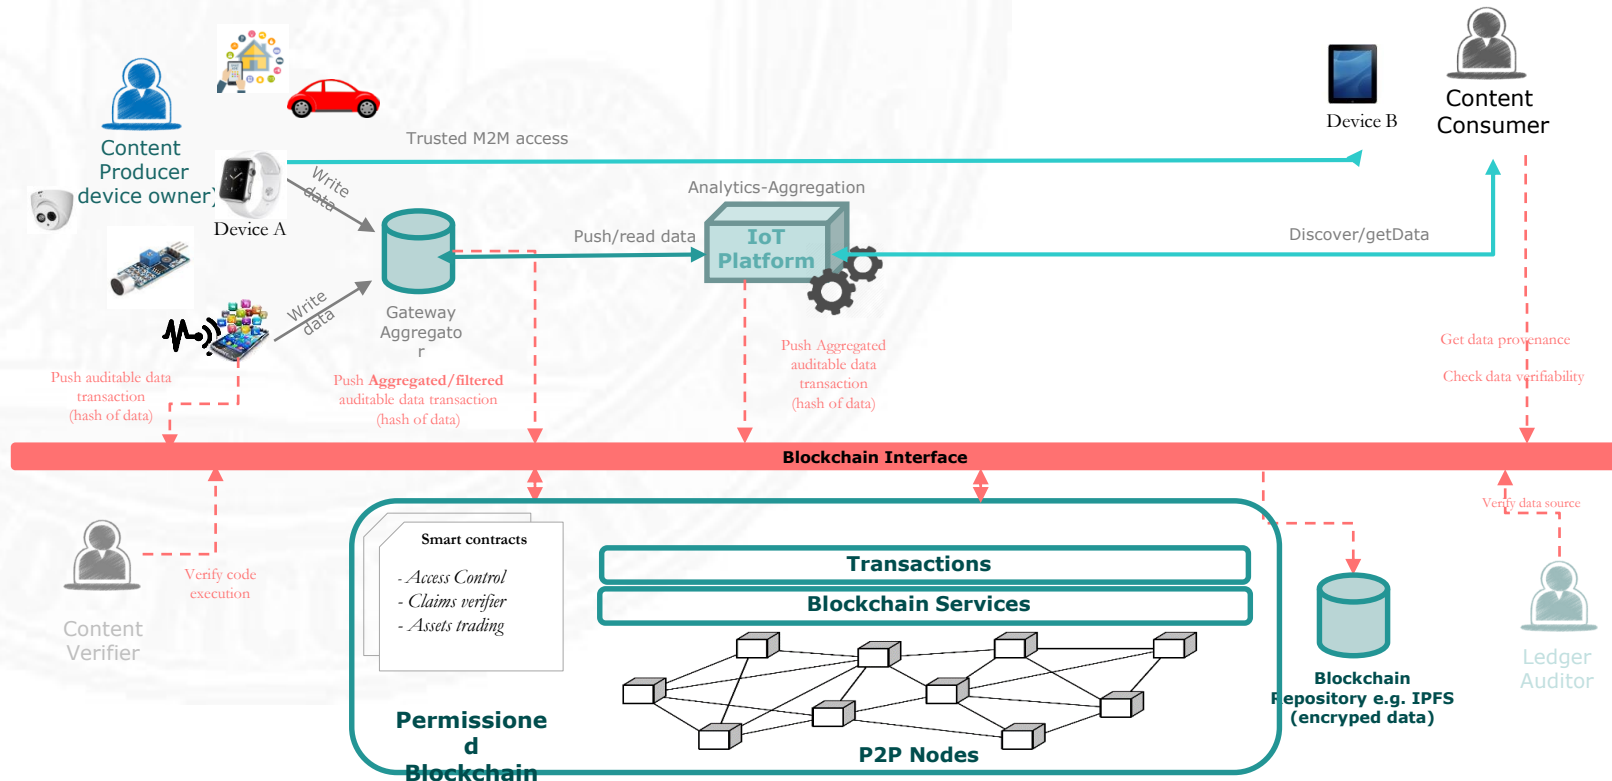 Content
Producer
device owner)
Device A
Trusted M2M access
Write
data
Write
data
Gateway
Aggregato
r
Push/read data
Analytics-Aggregation
IoT
Platform
Discover/getData
Device B
Content
Consumer
Push auditable data
transaction
(hash of data)
Push Aggregated/filtered
auditable data transaction
(hash of data)
Push Aggregated
auditable data
transaction
(hash of data)
Get data provenance
Check data verifiability
Blockchain Interface
Verify code
execution
Content
Verifier
Smart contracts
- Access Control
- Claims verifier
- Assets trading
Transactions
Blockchain Services
P2P Nodes
Permissione
d
Blockchain
Blockchain
Repository e.g. IPFS
(encryped data)
Verify data source
Ledger
Auditor